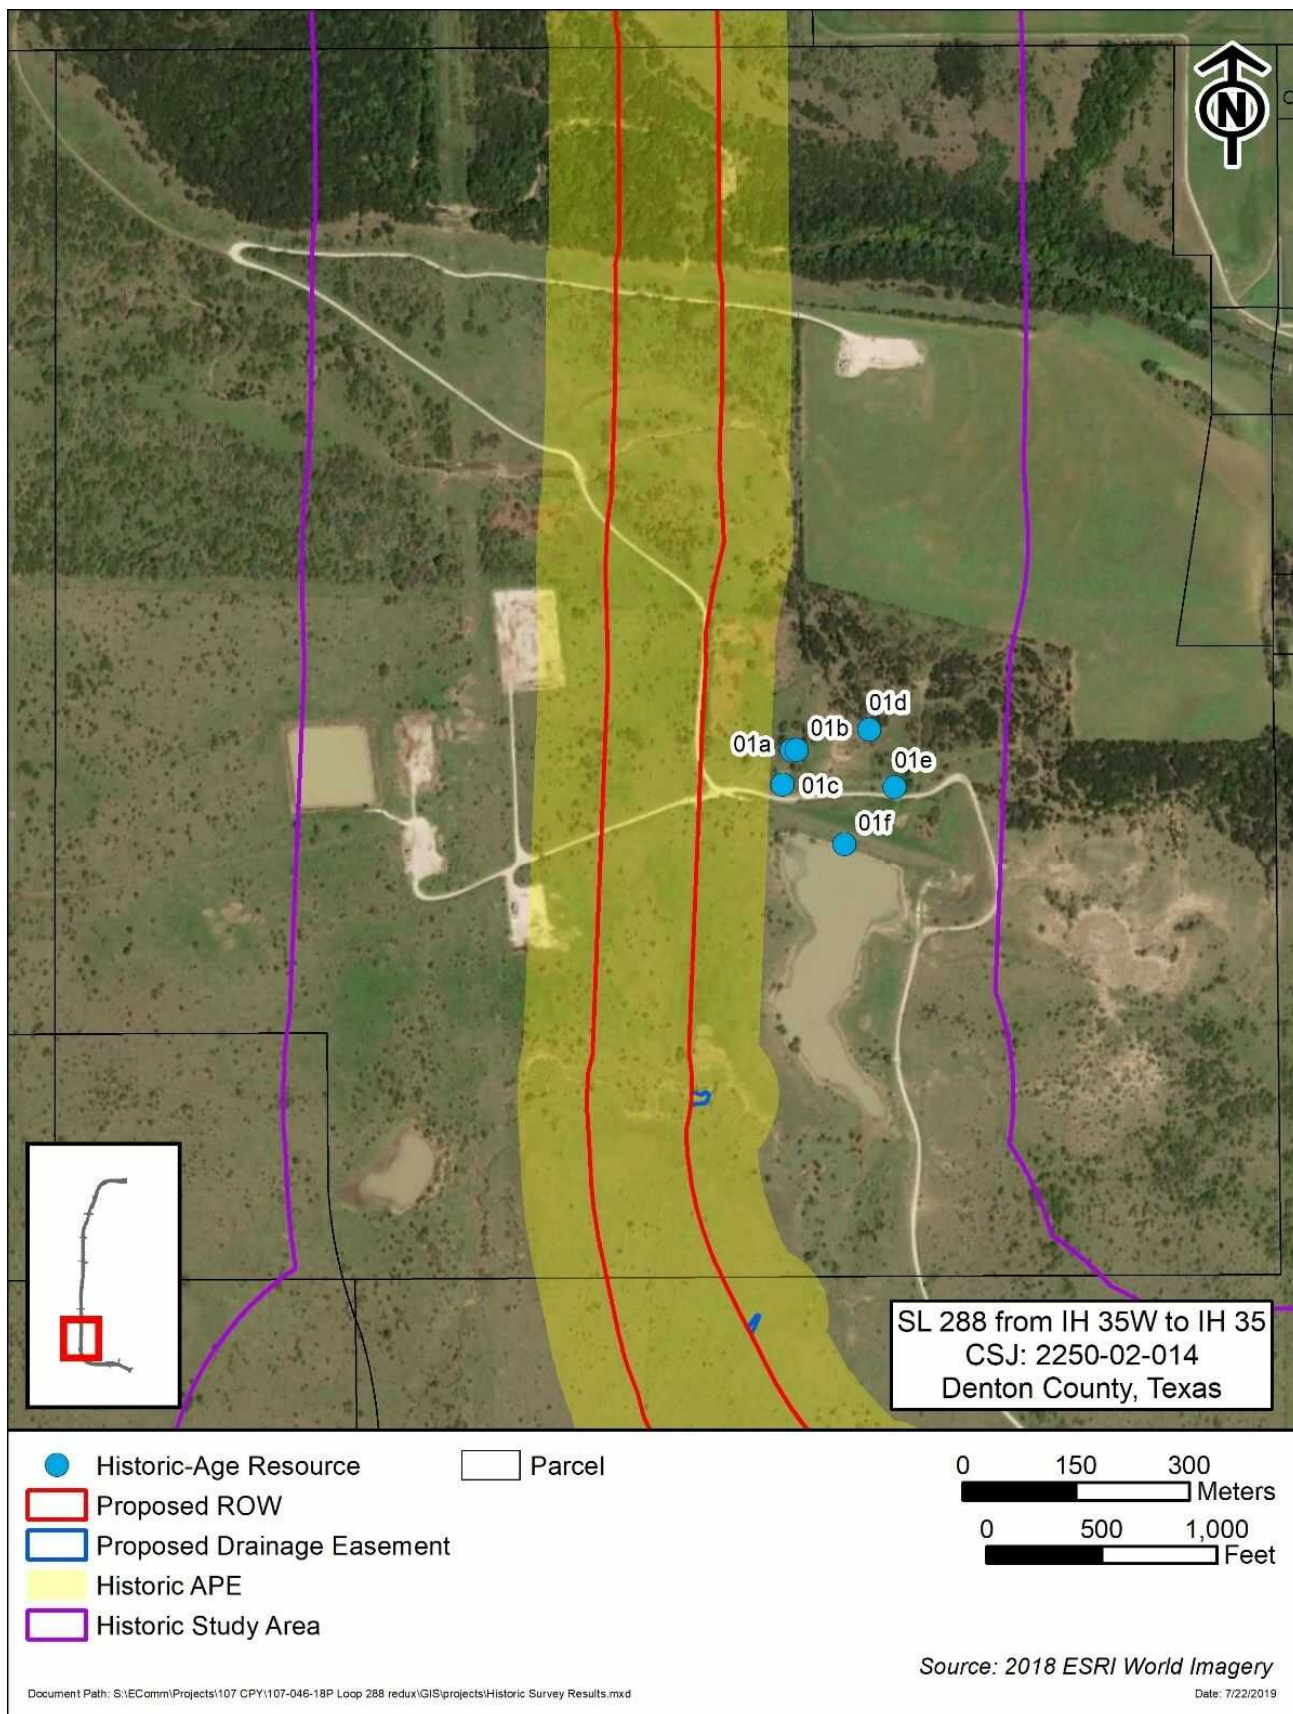 N
01d
01b
01a
01e
01c
01f
SL 288 from IH 35W to IH 35
CSJ: 2250-02-014
Denton County, Texas
Historic-Age Resource
Parcel
Proposed ROW
Proposed Drainage Easement
Historic APE
Historic Study Area
0 150 300
Meters
0 500 1,000
Feet
Source: 2018 ESRI World Imagery
Document Path: S:\EComm\Projects\107 CPY\107-046-18P Loop 288 redux\GIS\projects\Historic Survey Results.mxd
Date: 7/22/2019